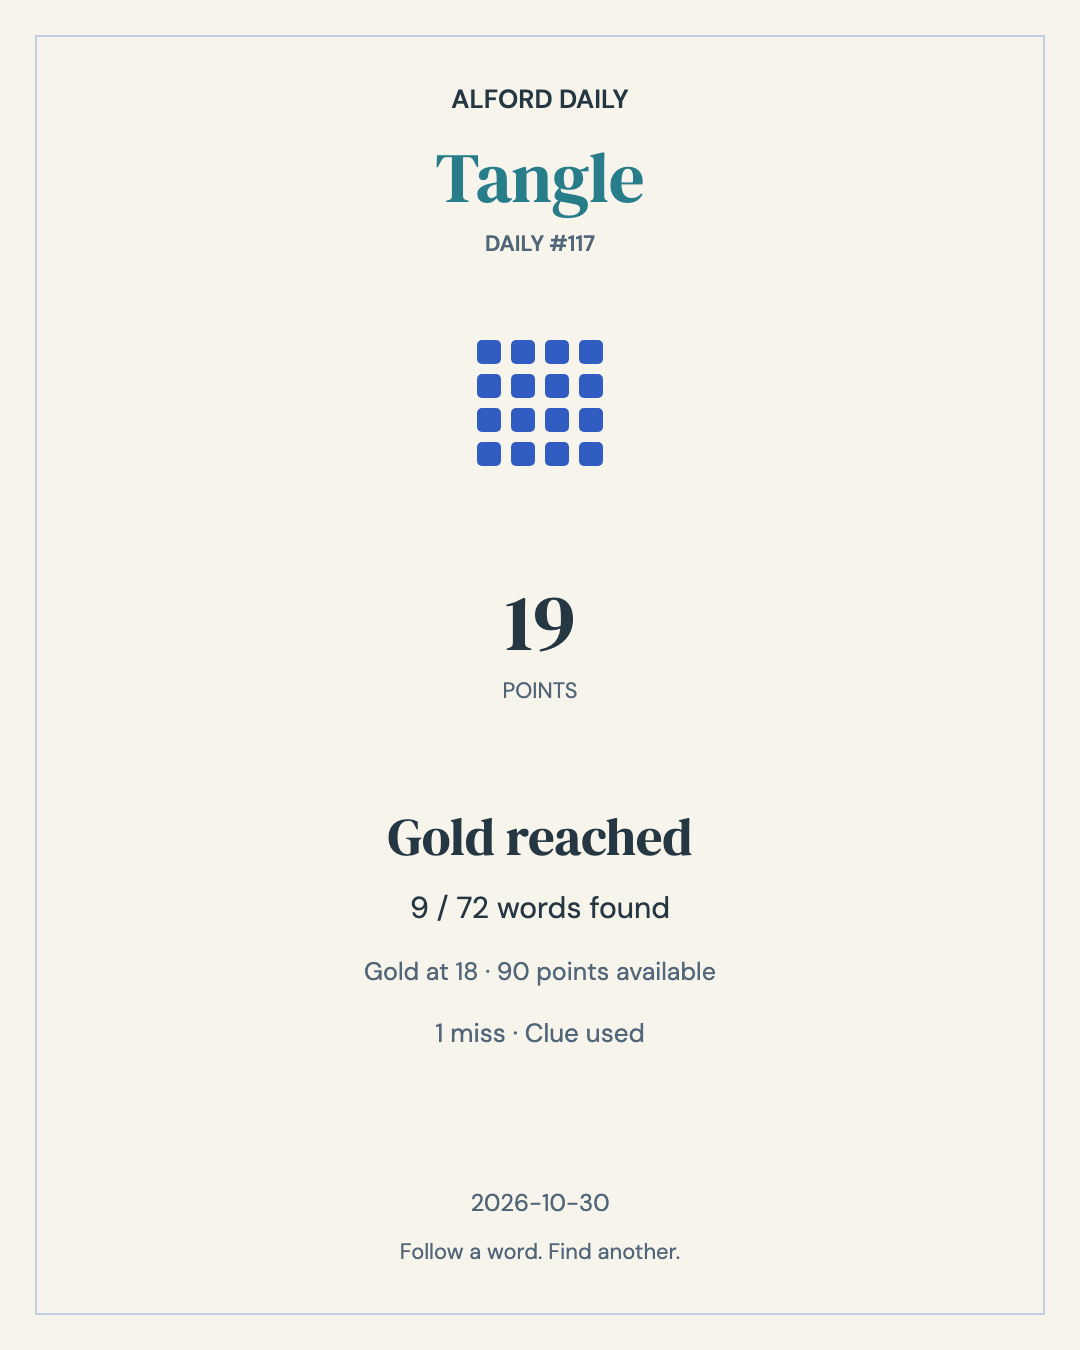 ALFORD DAILY
Tangle
DAILY #117
19
POINTS
Gold reached
9 / 72 words found
Gold at 18 · 90 points available
1 miss · Clue used
2026-10-30
Follow a word. Find another.